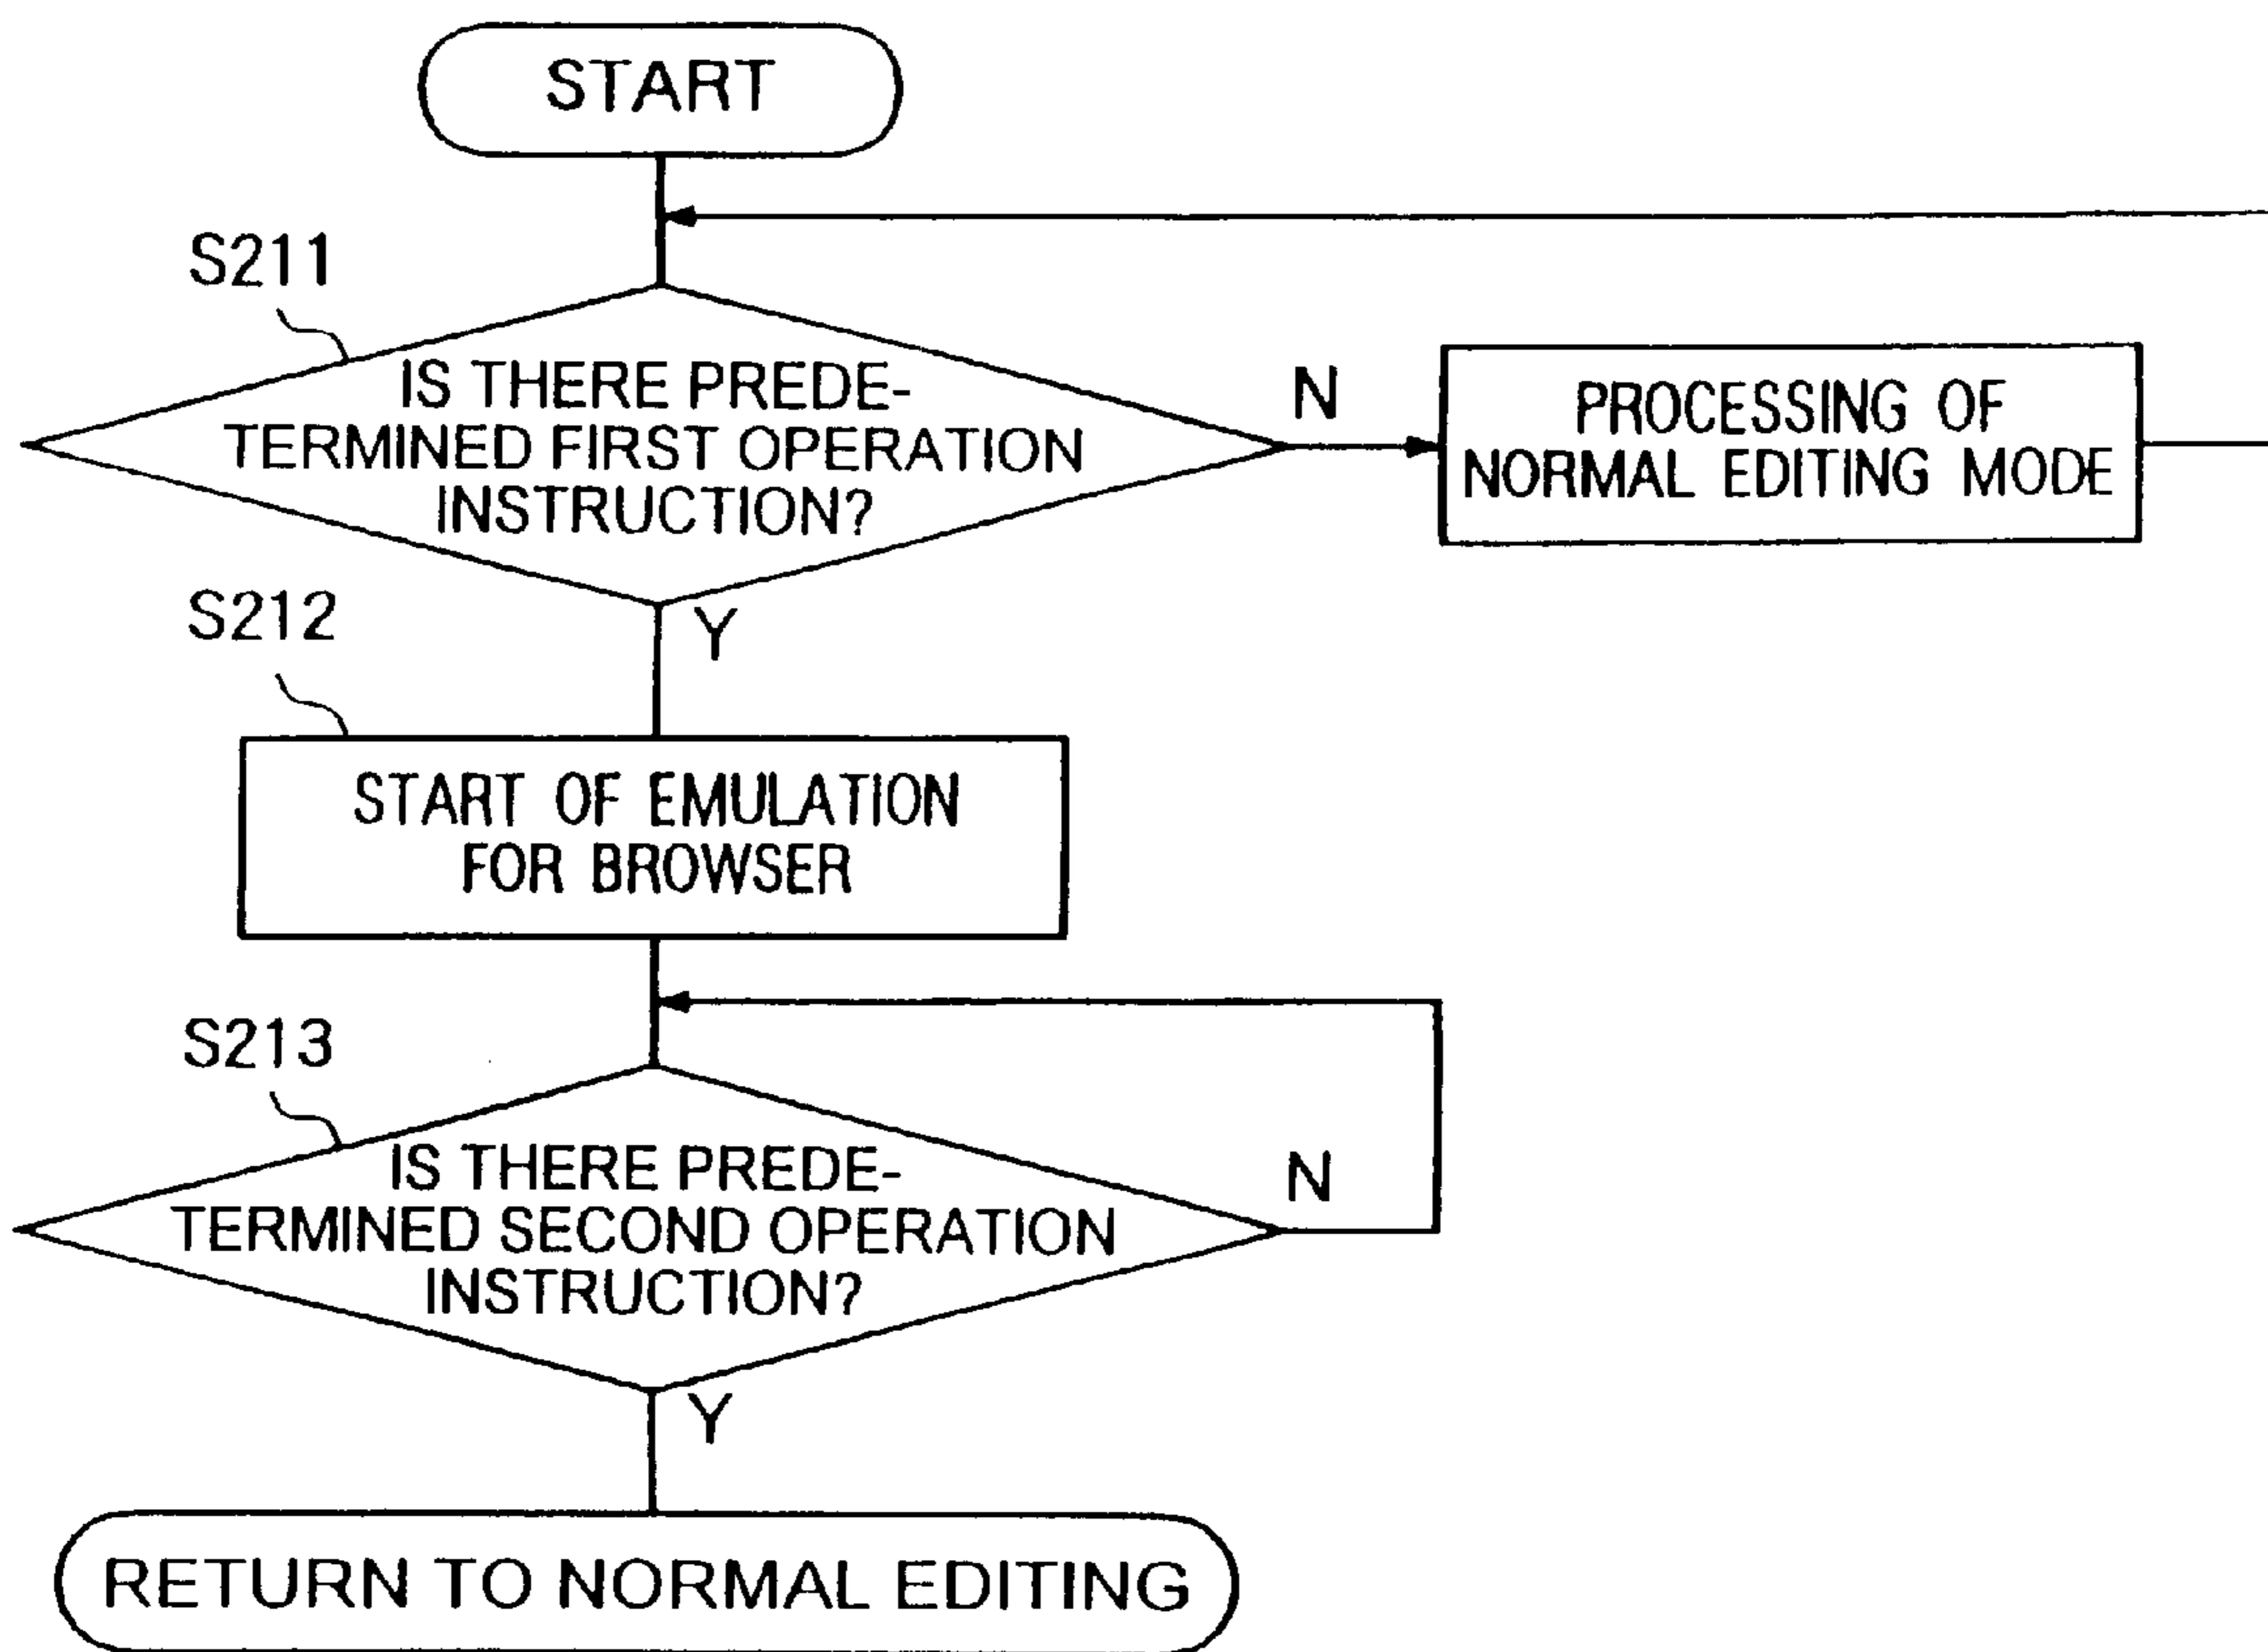 START
S211
IS THERE PREDE-
TERMINED FIRST OPERATION
INSTRUCTION?
N
PROCESSING OF
NORMAL EDITING MODE
Y
S212
START OF EMULATION
FOR BROWSER
S213
IS THERE PREDE-
TERMINED SECOND OPERATION
INSTRUCTION?
N
Y
RETURN TO NORMAL EDITING